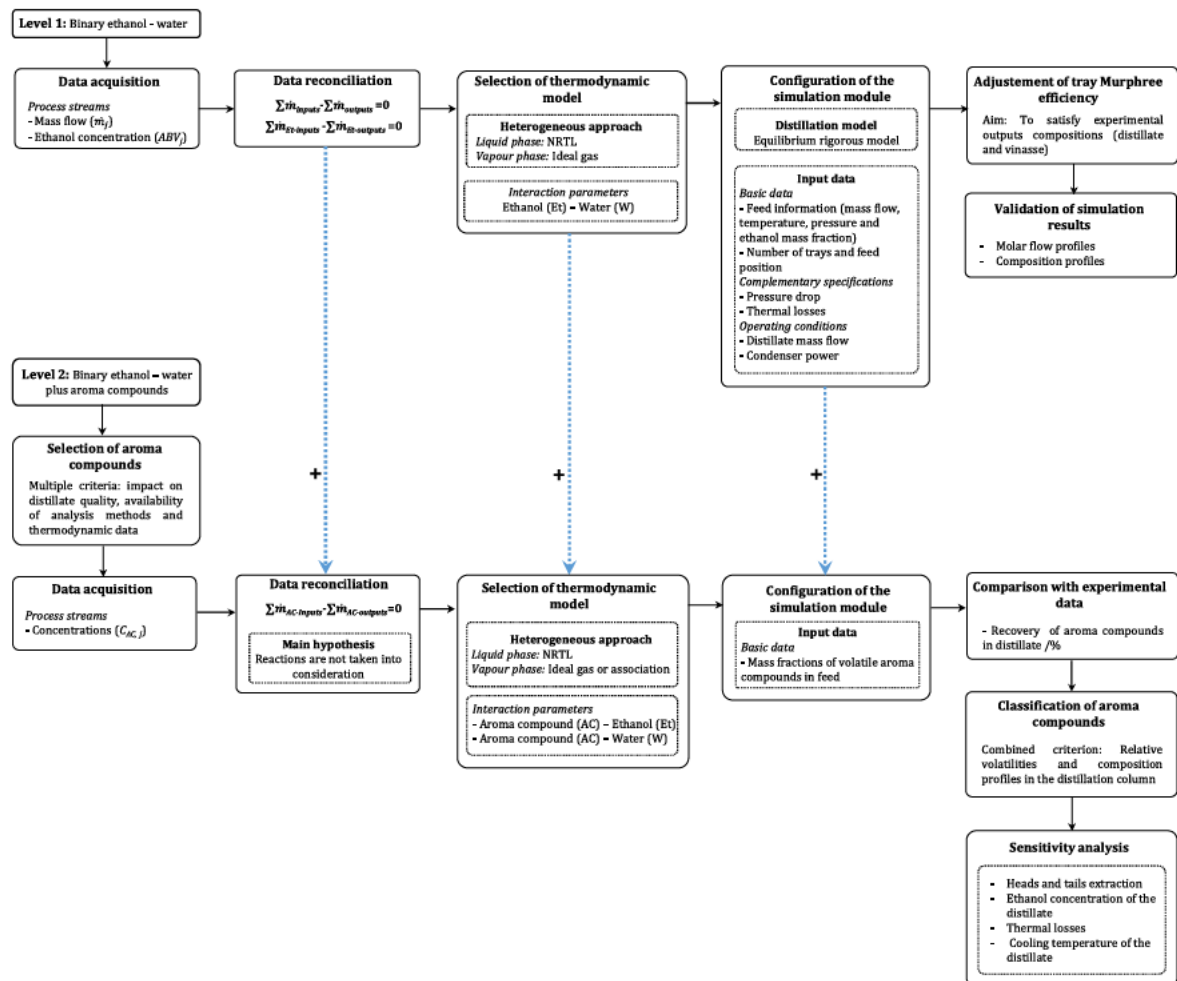 Level 1: Binary ethanol - water
Data acquisition
Process streams
- Mass flow (ṁj)
- Ethanol concentration (ABVj)
Data reconciliation
∑ṁinputs-∑ṁoutputs=0
∑ṁEt-inputs-∑ṁEt-outputs=0
Selection of thermodynamic
model
Heterogeneous approach
Liquid phase: NRTL
Vapour phase: Ideal gas
Interaction parameters
Ethanol (Et) - Water (W)
Configuration of the
simulation module
Distillation model
Equilibrium rigorous model
Input data
Basic data
- Feed information (mass flow,
temperature, pressure and
ethanol mass fraction)
- Number of trays and feed
position
Complementary specifications
- Pressure drop
- Thermal losses
Operating conditions
- Distillate mass flow
- Condenser power
Adjustement of tray Murphree
efficiency
Aim: To satisfy experimental
outputs compositions (distillate
and vinasse)
Validation of simulation
results
- Molar flow profiles
- Composition profiles
Level 2: Binary ethanol - water
plus aroma compounds
Selection of aroma
compounds
Multiple criteria: impact on
distillate quality, availability
of analysis methods and
thermodynamic data
+
+
+
Data acquisition
Process streams
- Concentrations (CAC, j)
Data reconciliation
∑ṁAC-inputs-∑ṁAC-outputs=0
Main hypothesis
Reactions are not taken into
consideration
Selection of thermodynamic
model
Heterogeneous approach
Liquid phase: NRTL
Vapour phase: Ideal gas or association
Interaction parameters
- Aroma compound (AC) - Ethanol (Et)
- Aroma compound (AC) - Water (W)
Configuration of the
simulation module
Input data
Basic data
- Mass fractions of volatile aroma
compounds in feed
Comparison with experimental
data
- Recovery of aroma compounds
in distillate /%
Classification of aroma
compounds
Combined criterion: Relative
volatilities and composition
profiles in the distillation column
Sensitivity analysis
- Heads and tails extraction
- Ethanol concentration of the
distillate
- Thermal losses
- Cooling temperature of the
distillate